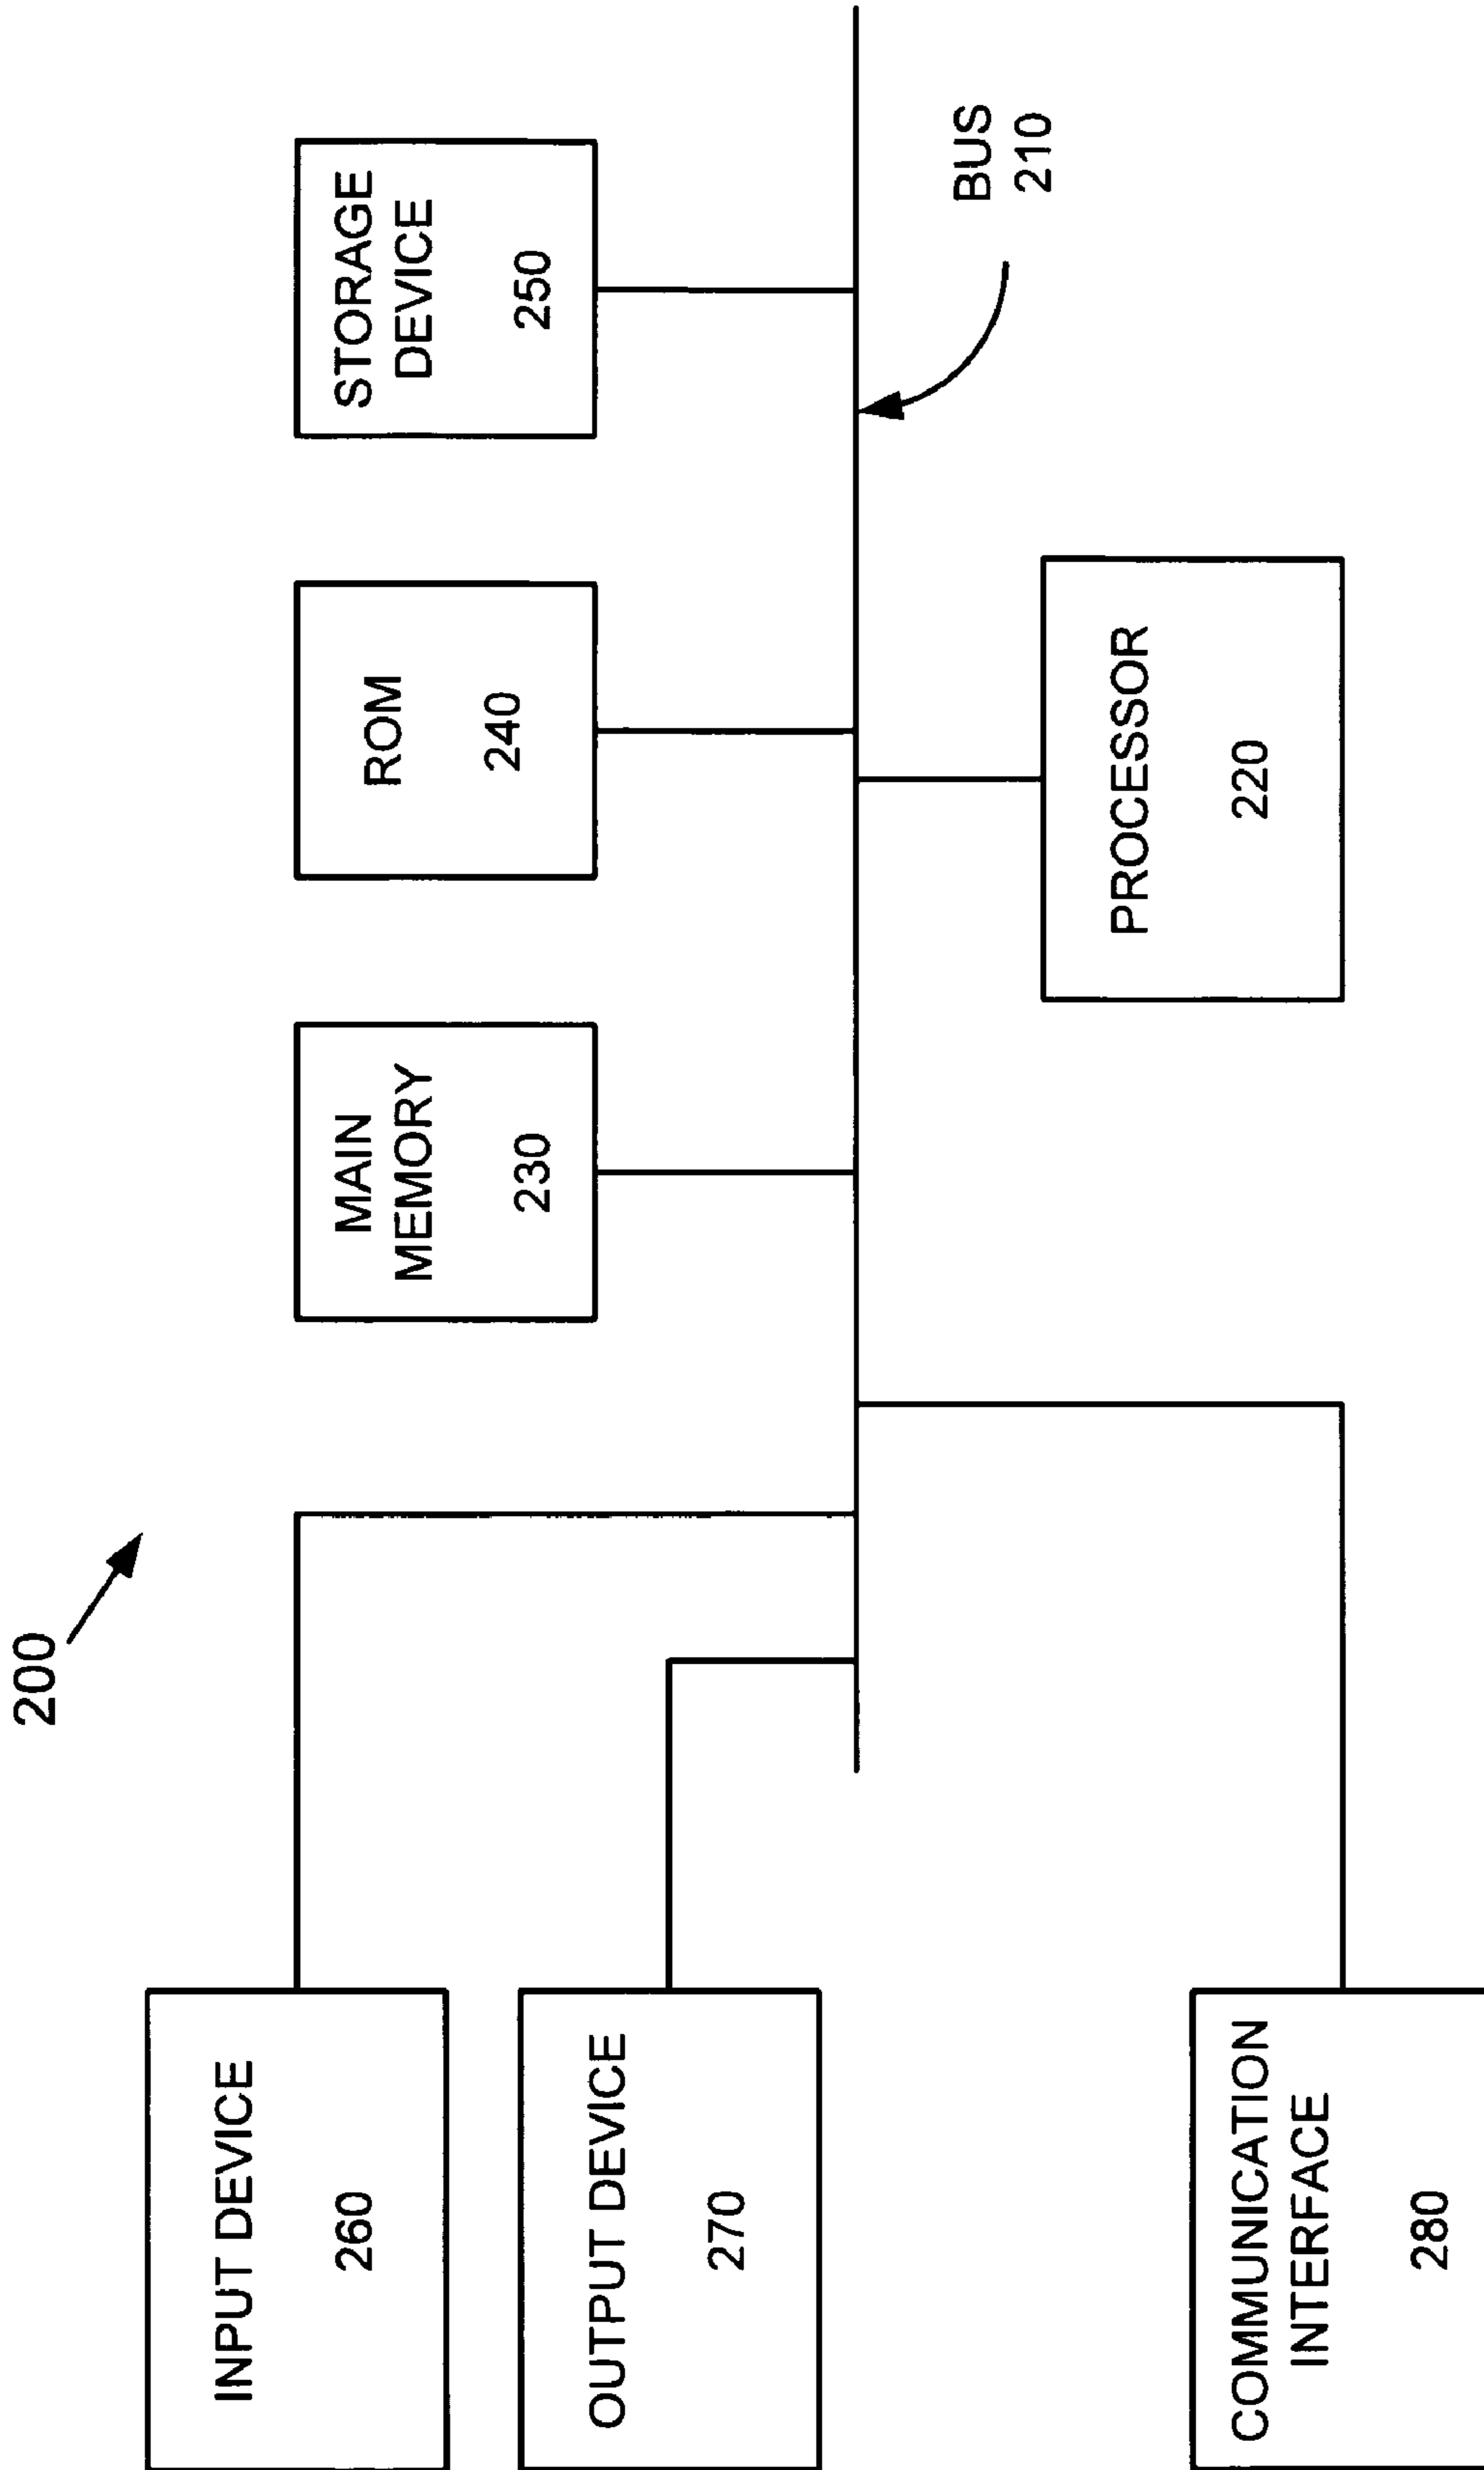 200
INPUT DEVICE
260
OUTPUT DEVICE
270
COMMUNICATION
INTERFACE
280
MAIN
MEMORY
230
ROM
240
STORAGE
DEVICE
250
PROCESSOR
220
BUS
210